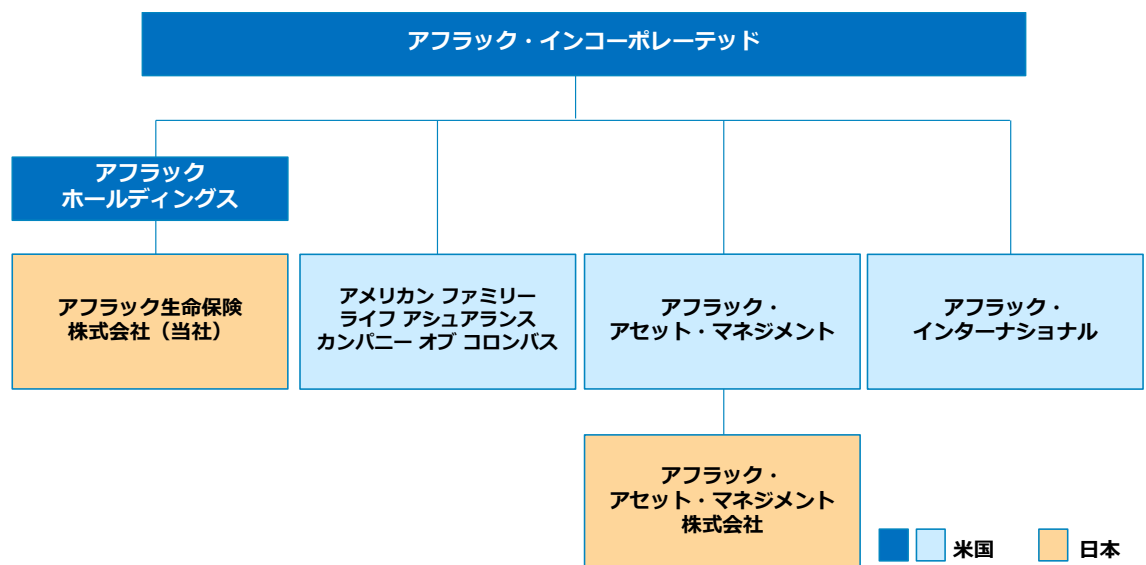 アフラック・インコーポレーテッド
アフラック
ホールディングス
アフラック生命保険
株式会社（当社）
アメリカン ファミリー
ライフ アシュアランス
カンパニー オブ コロンバス
アフラック・
アセット・マネジメント
アフラック・
インターナショナル
アフラック・
アセット・マネジメント
株式会社
米国
日本